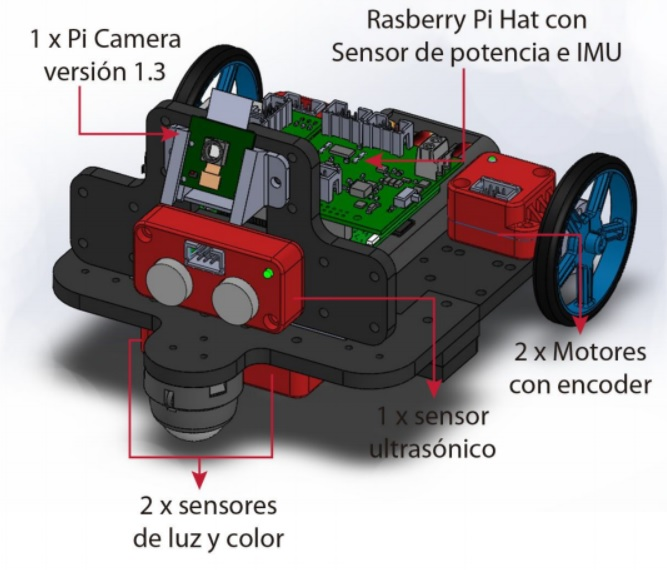 1 x Pi Camera
versión 1.3
Rasberry Pi Hat con
Sensor de potencia e IMU
2 x Motores
con encoder
1 x sensor
ultrasónico
2 x sensores
de luz y color